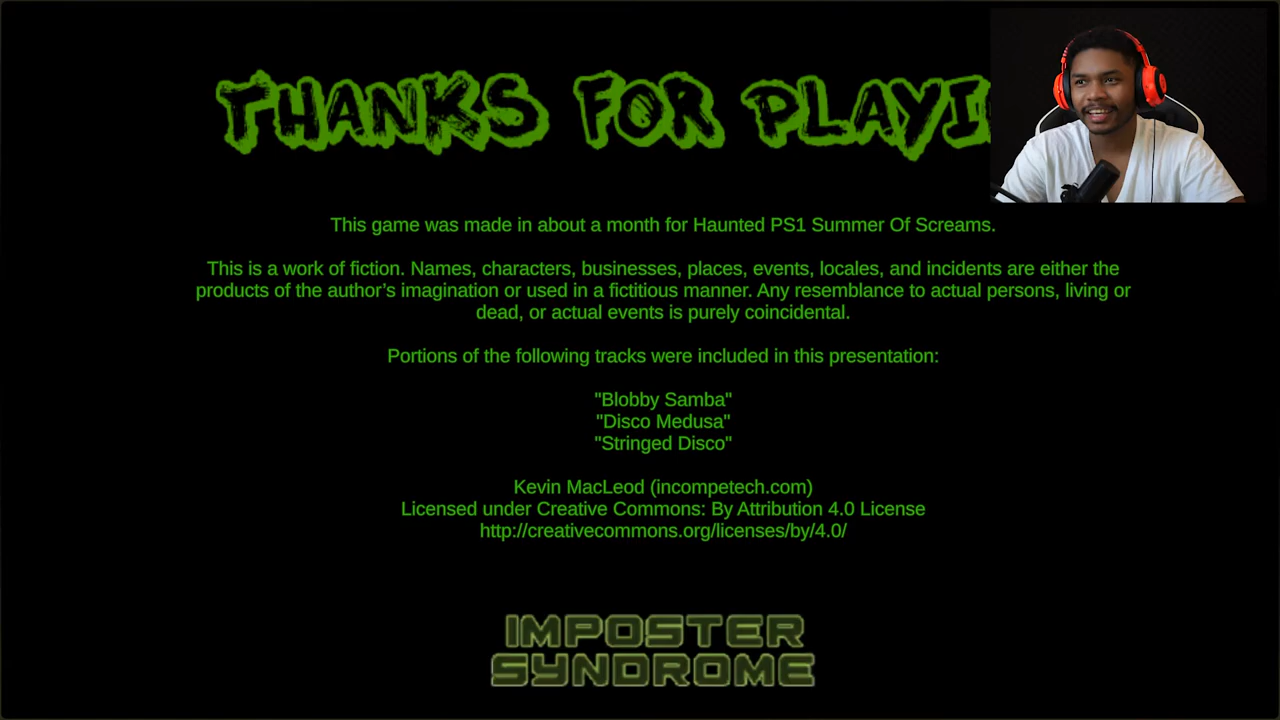 THANKS FOR PLAYI
This game was made in about a month for Haunted PS1 Summer Of Screams.
This is a work of fiction. Names, characters, businesses, places, events, locales, and incidents are either the
products of the author’s imagination or used in a fictitious manner. Any resemblance to actual persons, living or
dead, or actual events is purely coincidental.
Portions of the following tracks were included in this presentation:
"Blobby Samba"
"Disco Medusa"
"Stringed Disco"
Kevin MacLeod (incompetech.com)
Licensed under Creative Commons: By Attribution 4.0 License
http://creativecommons.org/licenses/by/4.0/
IMPOSTER
SYNDROME